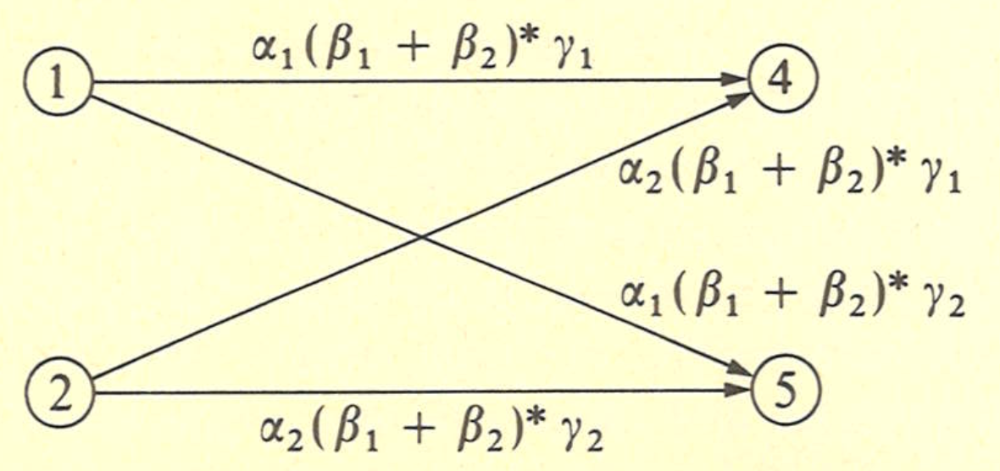 α₁(β₁ + β₂)* γ₁
1
4
α₂(β₁ + β₂)* γ₁
α₁(β₁ + β₂)* γ₂
2
5
α₂(β₁ + β₂)* γ₂